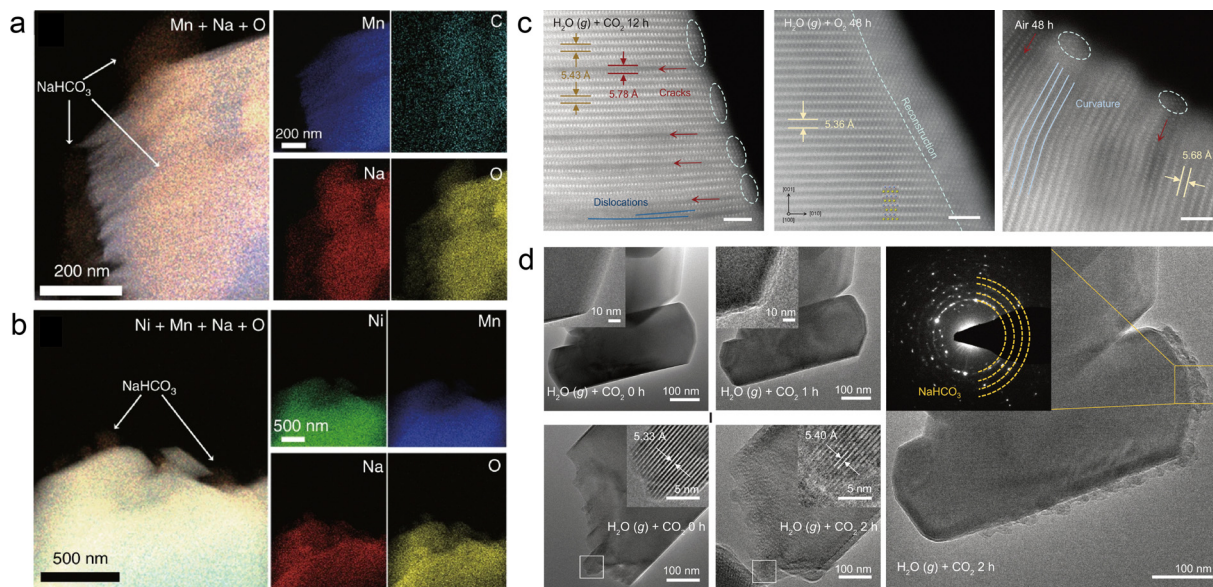 a
Mn + Na + O
NaHCO3
200 nm
Mn
200 nm
C
Na
O
b
Ni + Mn + Na + O
NaHCO3
500 nm
Ni
500 nm
Mn
Na
O
c
H2O (g) + CO2 12 h
5.43 Å
5.78 Å
Cracks
Dislocations
H2O (g) + O2 48 h
5.36 Å
Reconstruction
[001]
[100]
[010]
Air 48 h
Curvature
5.68 Å
d
10 nm
H2O (g) + CO2 0 h
100 nm
10 nm
H2O (g) + CO2 1 h
100 nm
NaHCO3
5.33 Å
5 nm
H2O (g) + CO2 0 h
100 nm
5.40 Å
5 nm
H2O (g) + CO2 2 h
100 nm
H2O (g) + CO2 2 h
100 nm